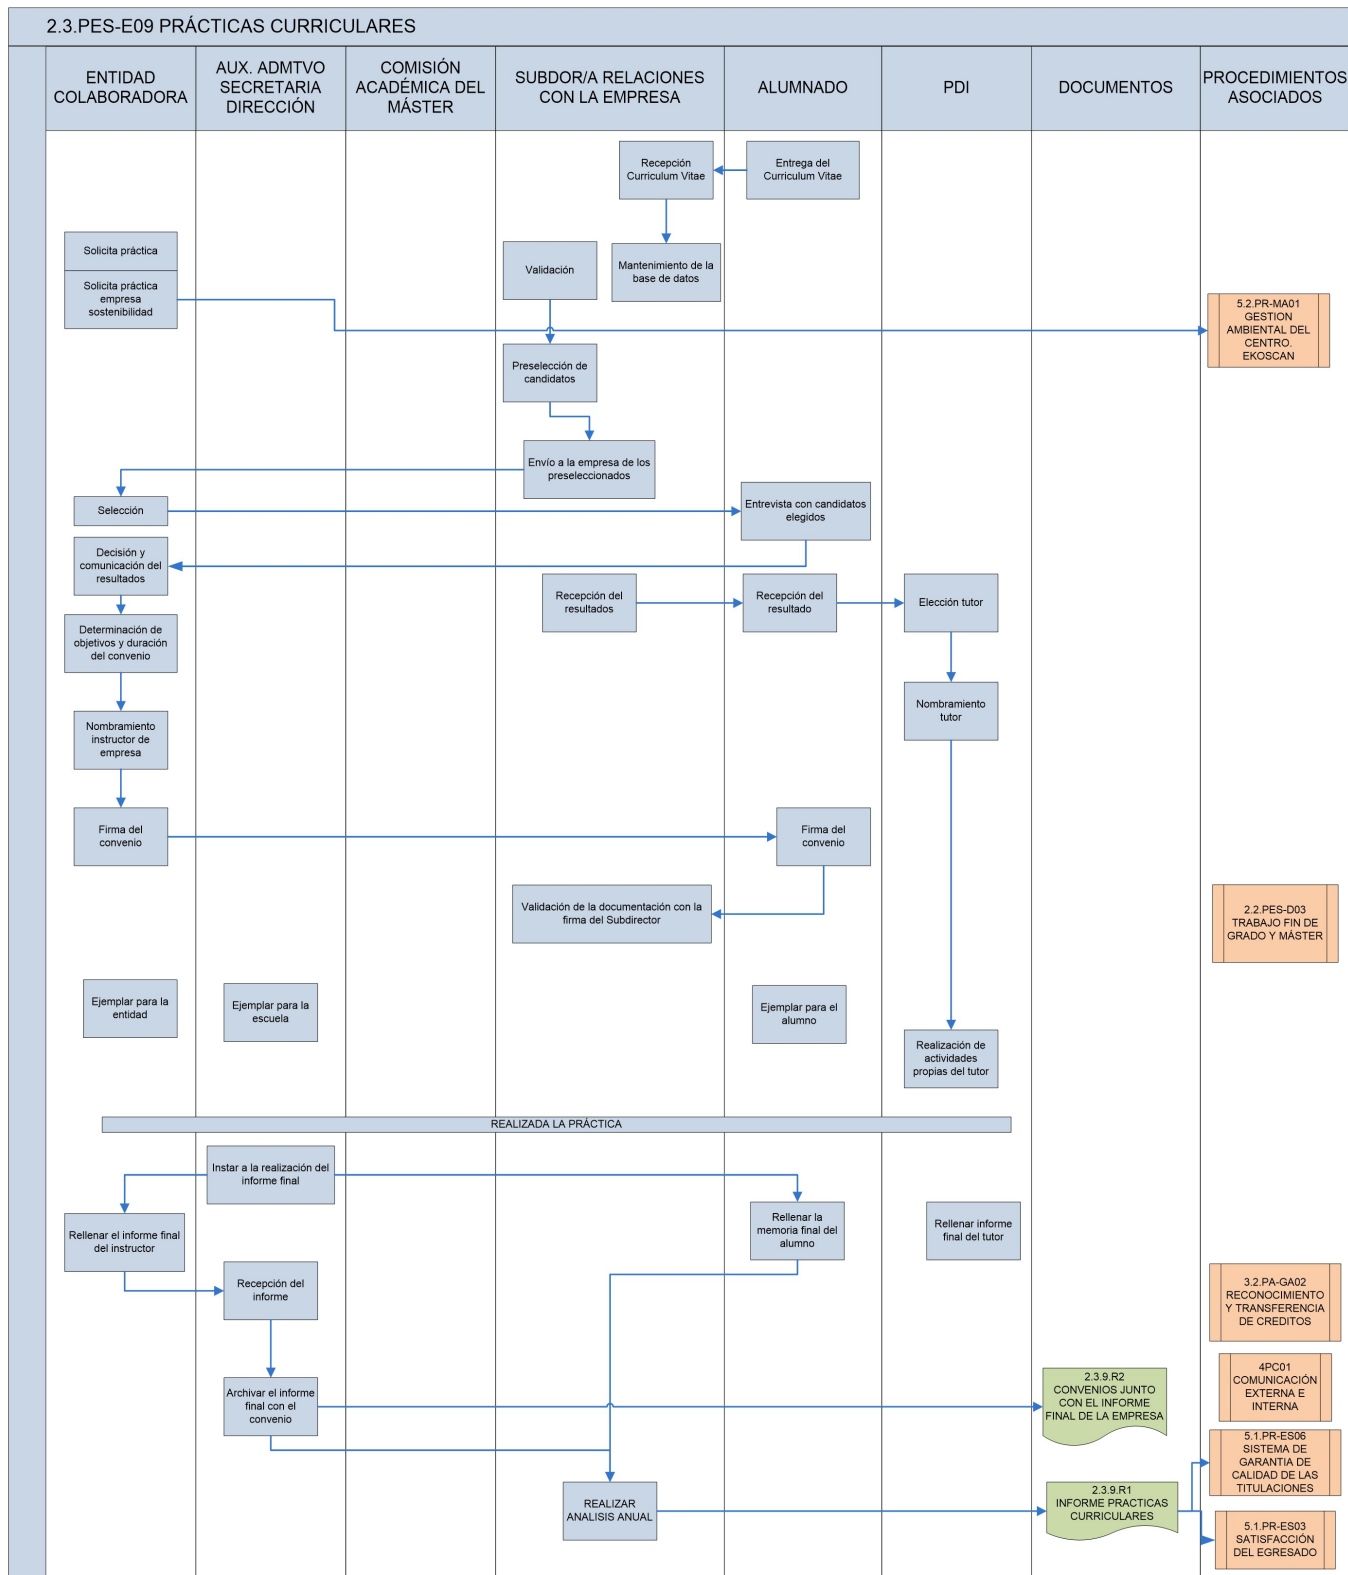 2.3.PES-E09 PRÁCTICAS CURRICULARES
ENTIDAD
COLABORADORA
AUX. ADMTVO
SECRETARIA
DIRECCIÓN
COMISIÓN
ACADÉMICA DEL
MÁSTER
SUBDOR/A RELACIONES
CON LA EMPRESA
ALUMNADO
PDI
DOCUMENTOS
PROCEDIMIENTOS
ASOCIADOS
Recepción
Curriculum Vitae
Entrega del
Curriculum Vitae
Solicita práctica
Solicita práctica
empresa
sostenibilidad
Validación
Mantenimiento de la
base de datos
5.2.PR-MA01
GESTION
AMBIENTAL DEL
CENTRO.
EKOSCAN
Preselección de
candidatos
Envío a la empresa de los
preseleccionados
Selección
Entrevista con candidatos
elegidos
Decisión y
comunicación del
resultados
Recepción del
resultados
Recepción del
resultado
Elección tutor
Determinación de
objetivos y duración
del convenio
Nombramiento
tutor
Nombramiento
instructor de
empresa
Firma del
convenio
Firma del
convenio
Validación de la documentación con la
firma del Subdirector
2.2.PES-D03
TRABAJO FIN DE
GRADO Y MÁSTER
Ejemplar para la
entidad
Ejemplar para la
escuela
Ejemplar para el
alumno
Realización de
actividades
propias del tutor
REALIZADA LA PRÁCTICA
Instar a la realización del
informe final
Rellenar el informe final
del instructor
Rellenar la
memoria final del
alumno
Rellenar informe
final del tutor
Recepción del
informe
3.2.PA-GA02
RECONOCIMIENTO
Y TRANSFERENCIA
DE CREDITOS
Archivar el informe
final con el
convenio
2.3.9.R2
CONVENIOS JUNTO
CON EL INFORME
FINAL DE LA EMPRESA
4PC01
COMUNICACIÓN
EXTERNA E
INTERNA
5.1.PR-ES06
SISTEMA DE
GARANTIA DE
CALIDAD DE LAS
TITULACIONES
REALIZAR
ANALISIS ANUAL
2.3.9.R1
INFORME PRACTICAS
CURRICULARES
5.1.PR-ES03
SATISFACCIÓN
DEL EGRESADO